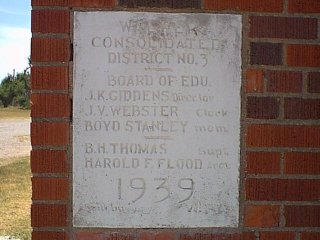 CONSOLIDATED
DISTRICT NO. 3
BOARD OF EDU.
J.K. GIDDENS Director
J.V. WEBSTER Clerk
BOYD STANLEY mem.
B.H. THOMAS Supt.
HAROLD F. FLOOD
1939